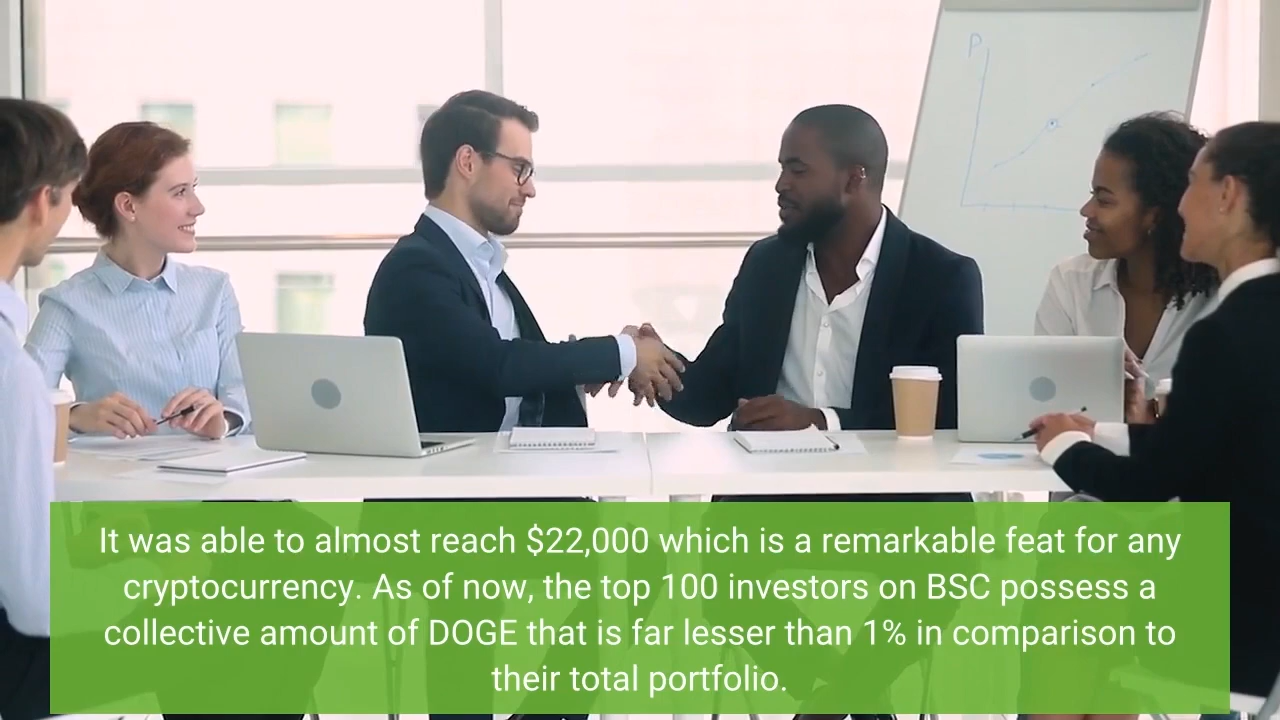 P
It was able to almost reach $22,000 which is a remarkable feat for any
cryptocurrency. As of now, the top 100 investors on BSC possess a
collective amount of DOGE that is far lesser than 1% in comparison to
their total portfolio.